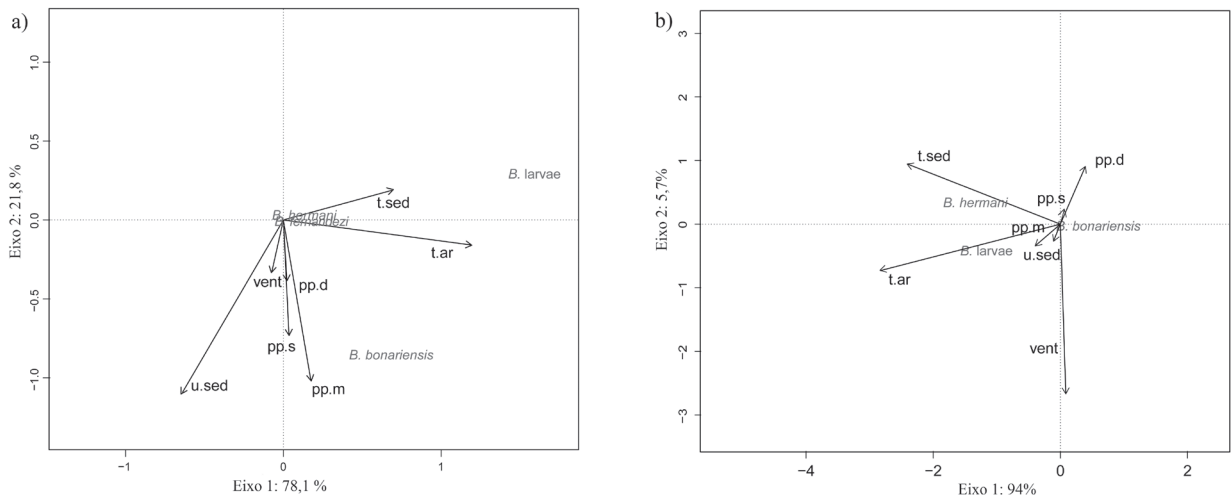 a)
1.0
0.5
0.0
−0.5
−1.0
Eixo 2: 21,8 %
B. larvae
t.sed
B. hermani
B. fernandezi
t.ar
vent
pp.d
pp.s
B. bonariensis
u.sed
pp.m
−1
0
1
Eixo 1: 78,1 %
b)
3
2
1
0
−1
−2
−3
Eixo 2: 5,7%
t.sed
pp.d
B. hermani
pp.s
pp.m
B. bonariensis
B. larvae
u.sed
t.ar
vent
−4
−2
0
2
Eixo 1: 94%